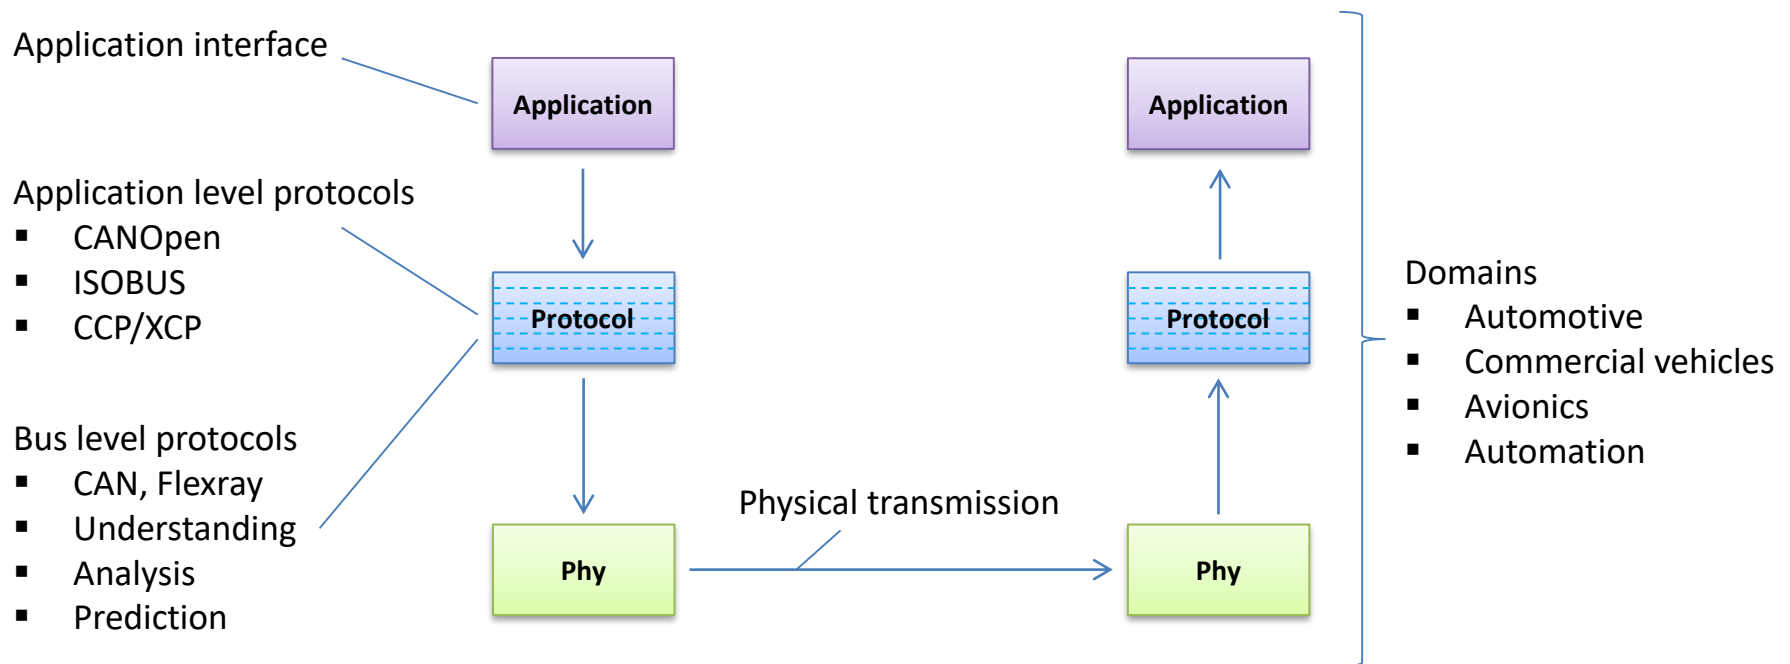 Application interface
Application
Application
Application level protocols
▪ CANOpen
▪ ISOBUS
▪ CCP/XCP
Protocol
Protocol
Domains
▪ Automotive
▪ Commercial vehicles
▪ Avionics
▪ Automation
Bus level protocols
▪ CAN, Flexray
▪ Understanding
▪ Analysis
▪ Prediction
Physical transmission
Phy
Phy